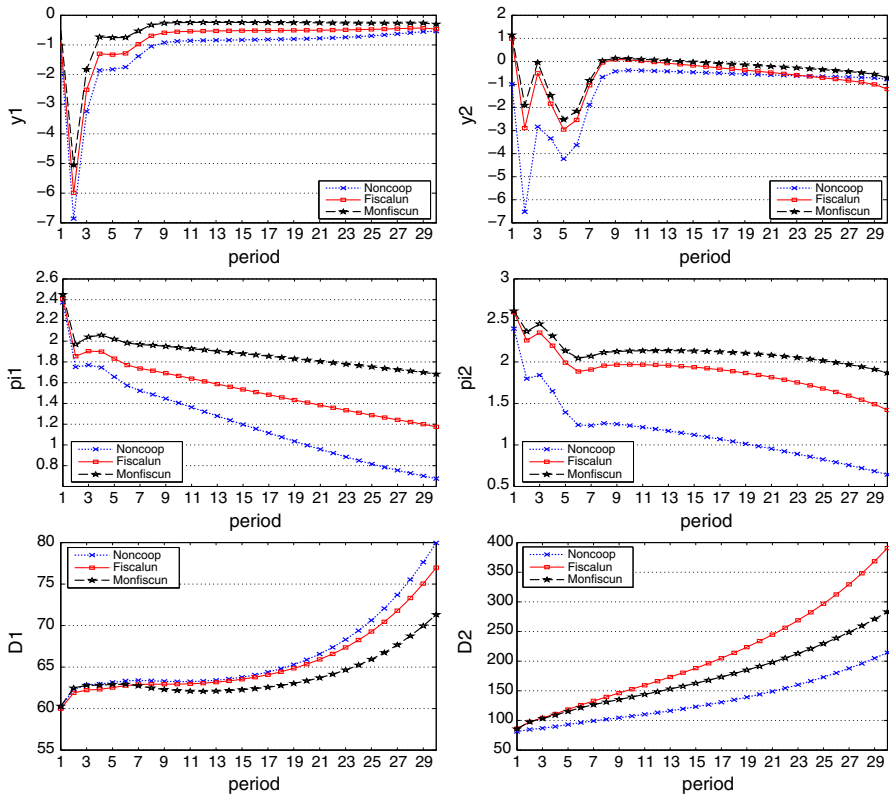 0
−1
−2
−3
−4
−5
−6
−7
y1
Noncoop
Fiscalun
Monfiscun
1 3 5 7 9 11 13 15 17 19 21 23 25 27 29
period
2
1
0
−1
−2
−3
−4
−5
−6
−7
y2
Noncoop
Fiscalun
Monfiscun
1 3 5 7 9 11 13 15 17 19 21 23 25 27 29
period
2.6
2.4
2.2
2
1.8
1.6
1.4
1.2
1
0.8
pi1
Noncoop
Fiscalun
Monfiscun
1 3 5 7 9 11 13 15 17 19 21 23 25 27 29
period
3
2.5
2
1.5
1
0.5
pi2
Noncoop
Fiscalun
Monfiscun
1 3 5 7 9 11 13 15 17 19 21 23 25 27 29
period
80
75
70
65
60
55
D1
Noncoop
Fiscalun
Monfiscun
1 3 5 7 9 11 13 15 17 19 21 23 25 27 29
period
400
350
300
250
200
150
100
50
D2
Noncoop
Fiscalun
Monfiscun
1 3 5 7 9 11 13 15 17 19 21 23 25 27 29
period